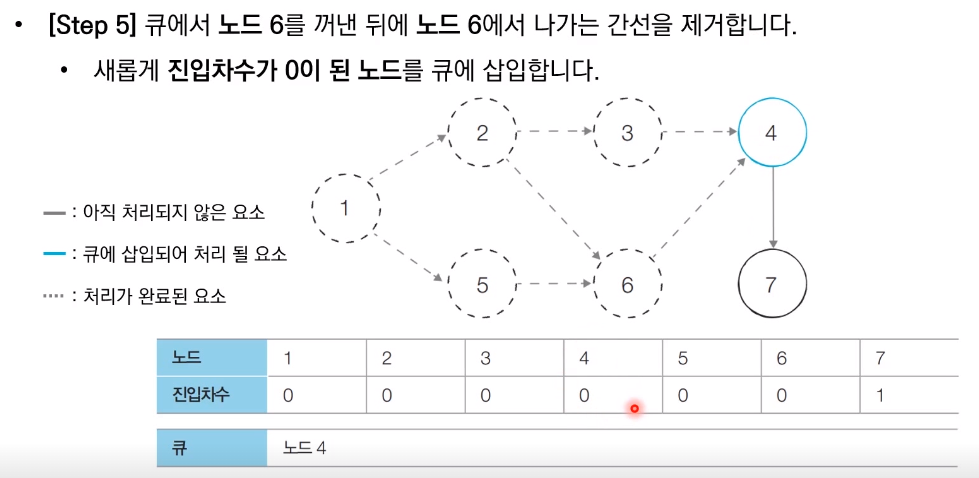 • [Step 5] 큐에서 노드 6를 꺼낸 뒤에 노드 6에서 나가는 간선을 제거합니다.
• 새롭게 진입차수가 0이 된 노드를 큐에 삽입합니다.
2 3 4
1
: 아직 처리되지 않은 요소
: 큐에 삽입되어 처리 될 요소
5 6 7
: 처리가 완료된 요소
노드 1 2 3 4 5 6 7
진입차수 0 0 0 0 0 0 1
큐 노드 4